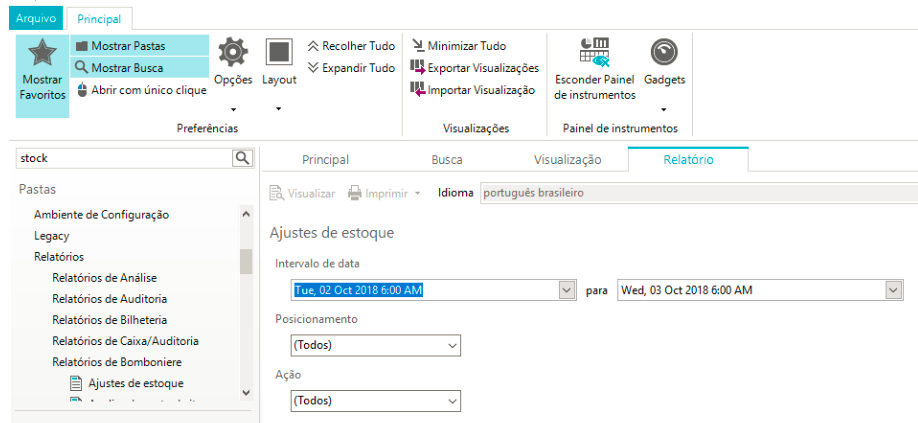 Arquivo
Principal
Mostrar Favoritos
Mostrar Pastas
Mostrar Busca
Abrir com único clique
Opções
Layout
Recolher Tudo
Expandir Tudo
Preferências
Minimizar Tudo
Exportar Visualizações
Importar Visualização
Visualizações
Esconder Painel de instrumentos
Gadgets
Painel de instrumentos
stock
Pastas
Ambiente de Configuração
Legacy
Relatórios
Relatórios de Análise
Relatórios de Auditoria
Relatórios de Bilheteria
Relatórios de Caixa/Auditoria
Relatórios de Bomboniere
Ajustes de estoque
Principal
Busca
Visualização
Relatório
Visualizar
Imprimir
Idioma
português brasileiro
Ajustes de estoque
Intervalo de data
Tue, 02 Oct 2018 6:00 AM
para
Wed, 03 Oct 2018 6:00 AM
Posicionamento
(Todos)
Ação
(Todos)